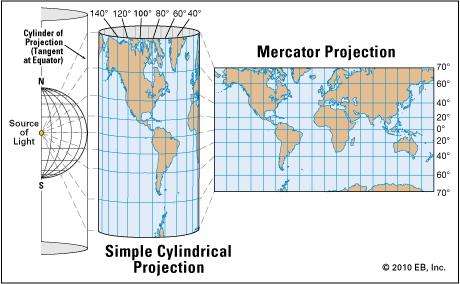 140° 120° 100° 80° 60° 40°
Cylinder of
Projection
(Tangent
at Equator)
N
Source
of
Light
S
Simple Cylindrical
Projection
Mercator Projection
70°
60°
40°
20°
0°
20°
40°
60°
70°
© 2010 EB, Inc.